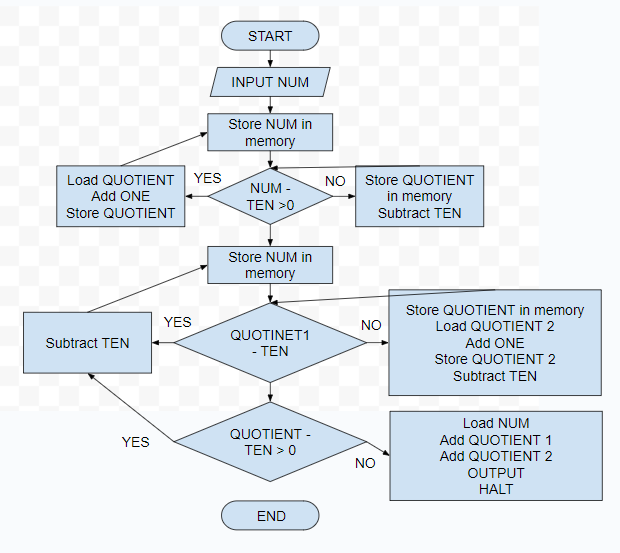 START
INPUT NUM
Store NUM in
memory
Load QUOTIENT
Add ONE
Store QUOTIENT
YES
NUM -
TEN >0
NO
Store QUOTIENT
in memory
Subtract TEN
Store NUM in
memory
Subtract TEN
YES
QUOTINET1
- TEN
NO
Store QUOTIENT in memory
Load QUOTIENT 2
Add ONE
Store QUOTIENT 2
Subtract TEN
YES
QUOTIENT -
TEN > 0
NO
Load NUM
Add QUOTIENT 1
Add QUOTIENT 2
OUTPUT
HALT
END